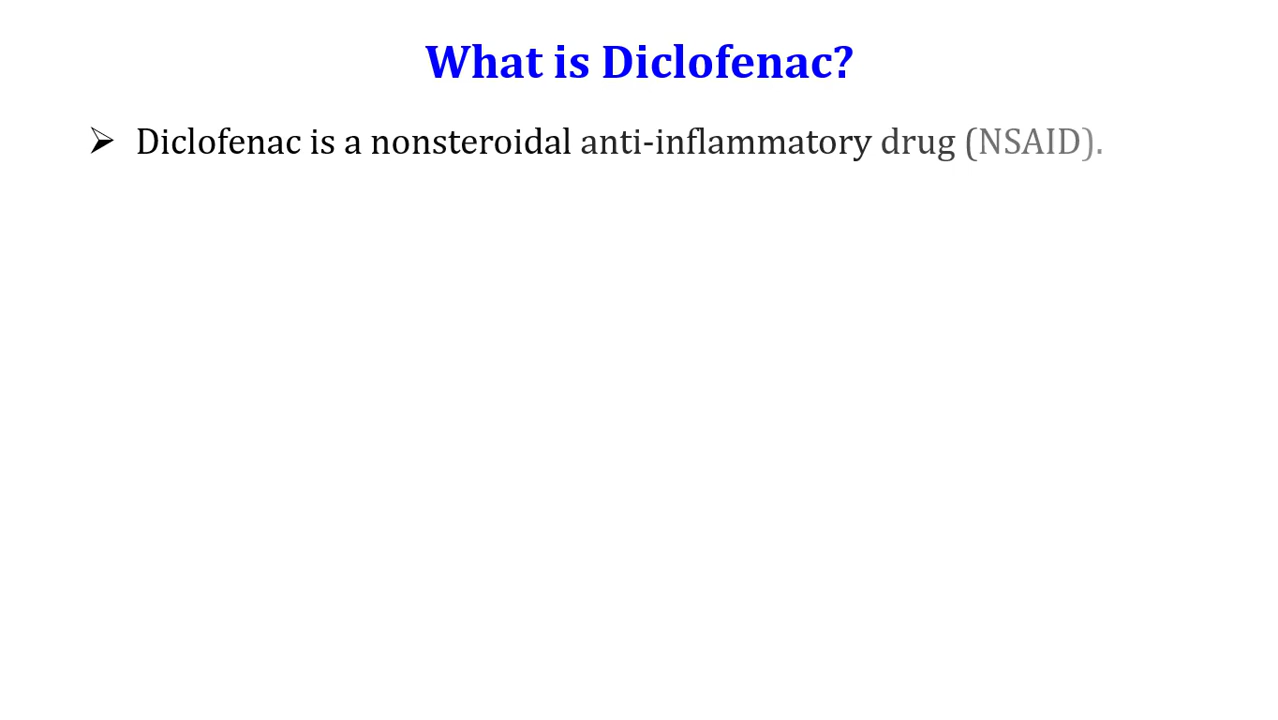 What is Diclofenac?
➢ Diclofenac is a nonsteroidal anti-inflammatory drug (NSAID).